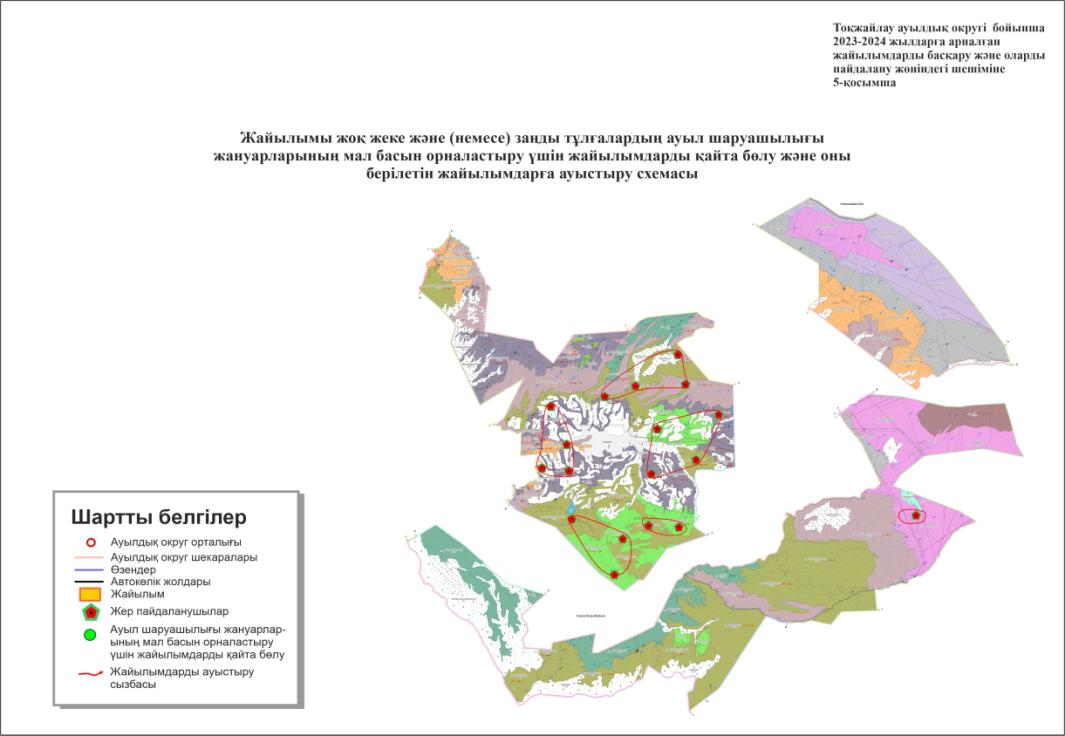 Тоқжайлау ауылдық округі бойынша
2023-2024 жылдарға арналған
жайылымдарды басқару және оларды
пайдалану жөніндегі шешіміне
5-қосымша
Жайылымы жоқ жеке және (немесе) заңды тұлғалардың ауыл шаруашылығы
жануарларының мал басын орналастыру үшін жайылымдарды қайта бөлу және оны
берілетін жайылымдарға ауыстыру схемасы
Шартты белгілер
Ауылдық округ орталығы
Ауылдық округ шекаралары
Өзендер
Автокөлік жолдары
Жайылым
Жер пайдаланушылар
Ауыл шаруашылығы жануарлар-
ының мал басын орналастыру
үшін жайылымдарды қайта бөлу
Жайылымдарды ауыстыру
сызбасы